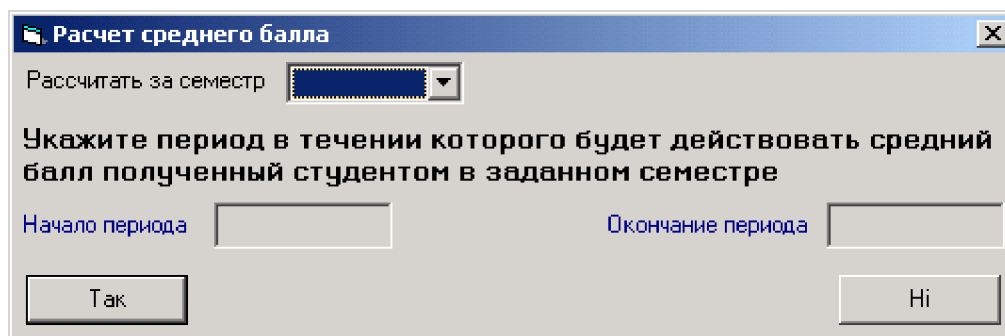 Расчет среднего балла
Рассчитать за семестр
Укажите период в течении которого будет действовать средний
балл полученный студентом в заданном семестре
Начало периода Окончание периода
Так Ні